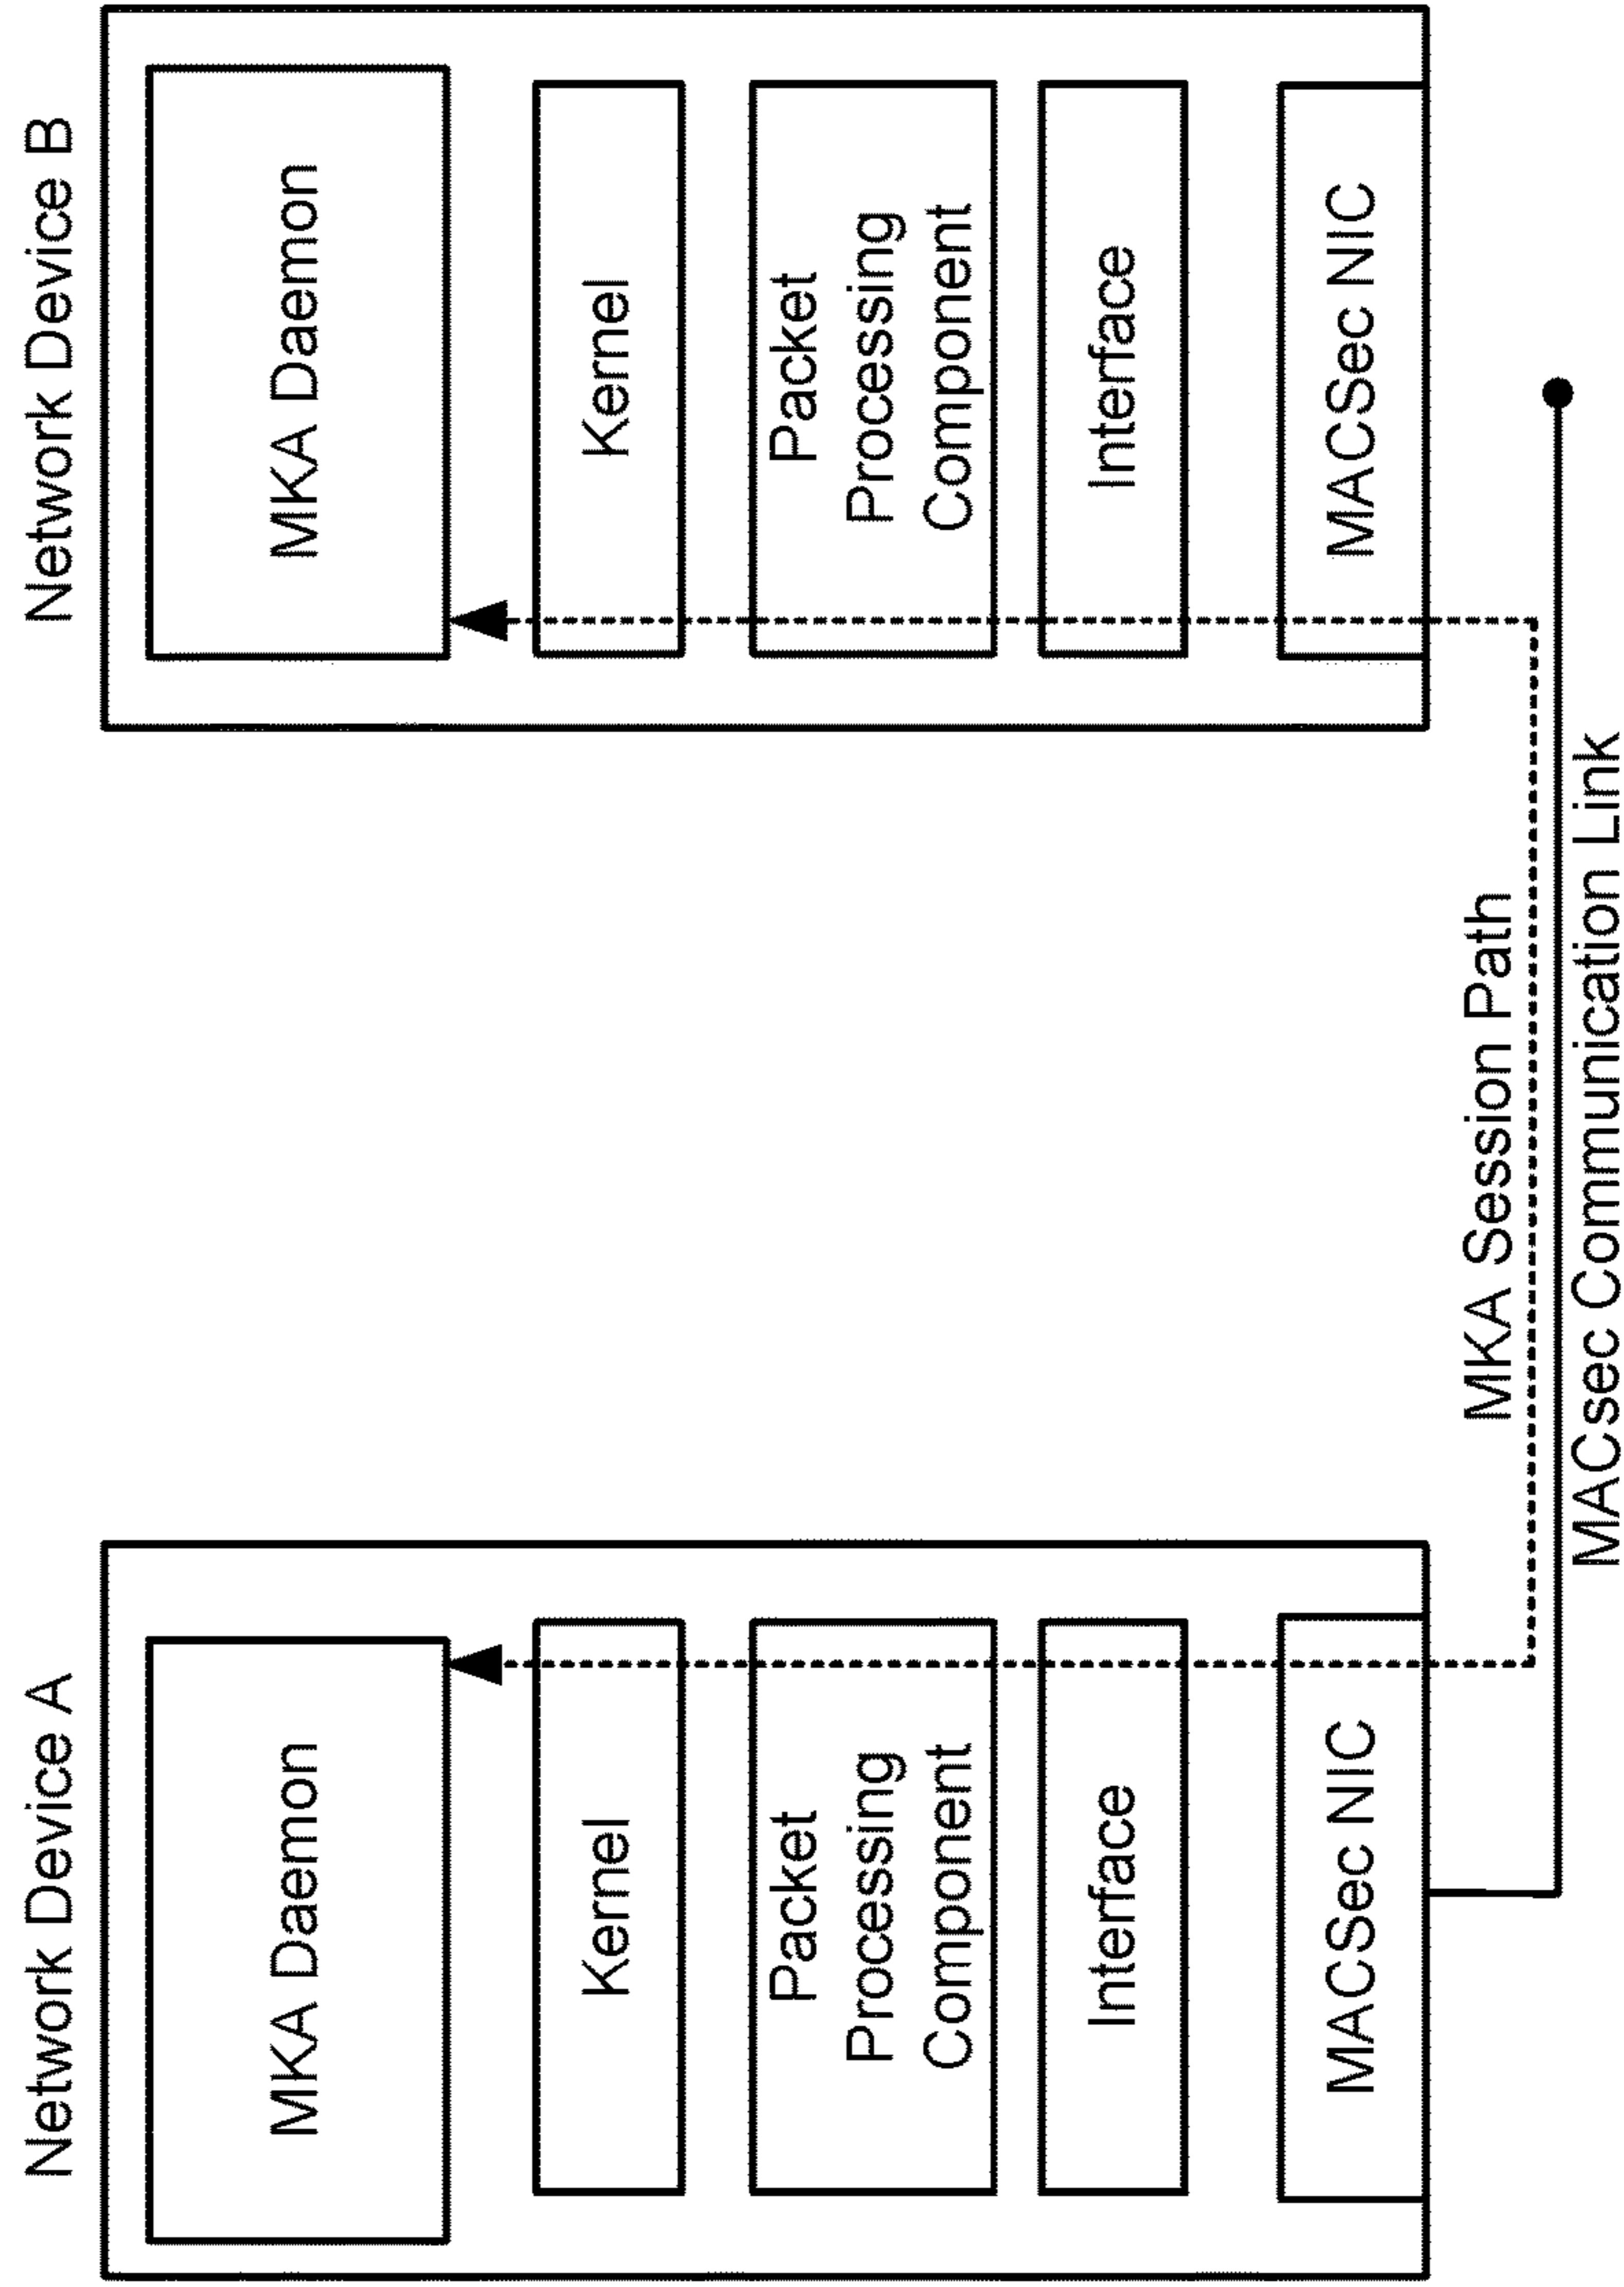 Network Device A
MKA Daemon
Kernel
Packet
Processing
Component
Interface
MACSec NIC
Network Device B
MKA Daemon
Kernel
Packet
Processing
Component
Interface
MACSec NIC
MKA Session Path
MACsec Communication Link